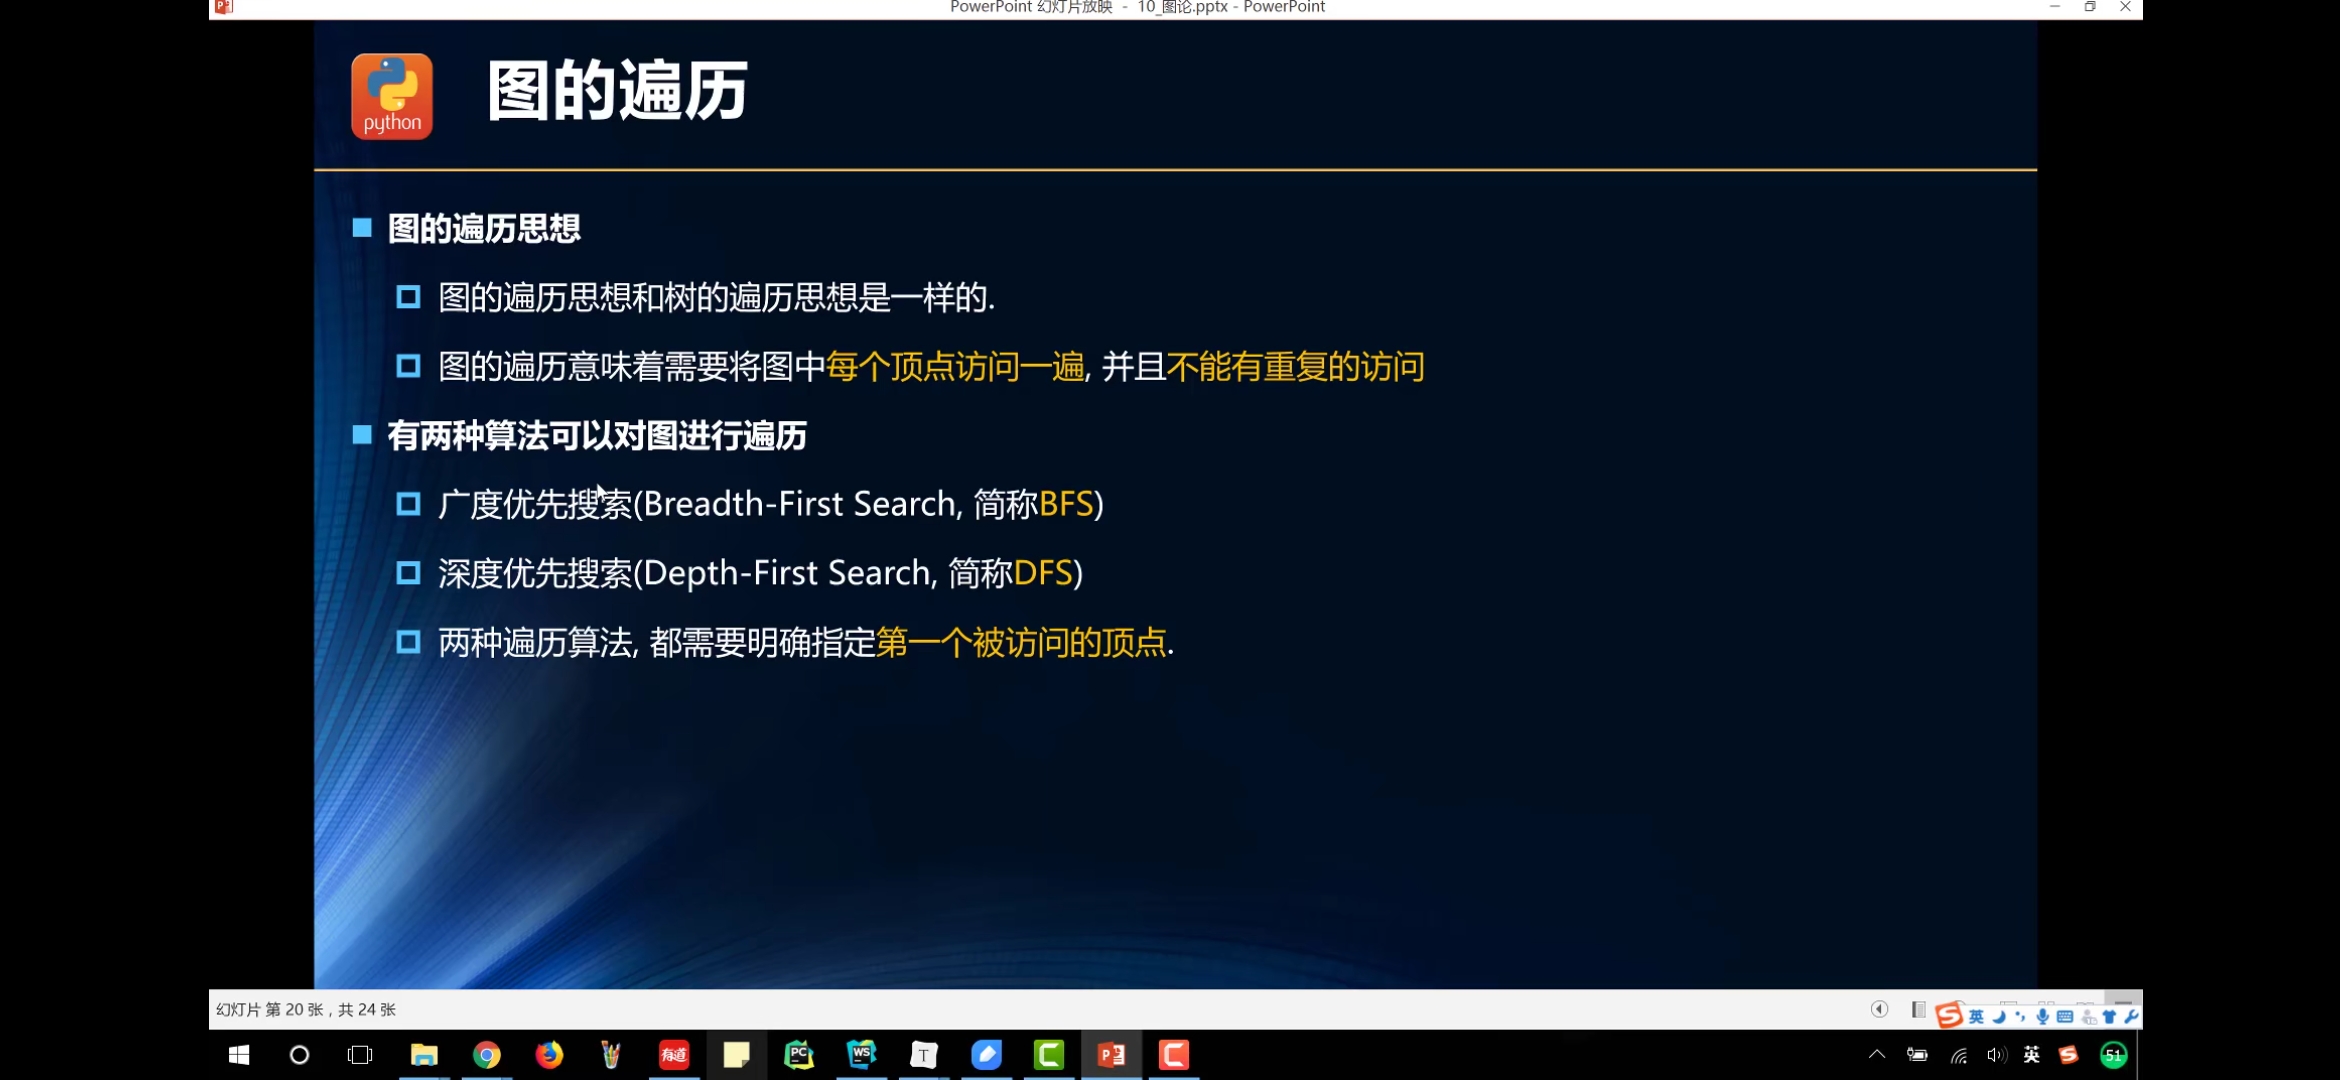 PowerPoint 幻灯片放映 - 10_图论.pptx - PowerPoint
python
图的遍历
图的遍历思想
图的遍历思想和树的遍历思想是一样的.
图的遍历意味着需要将图中每个顶点访问一遍, 并且不能有重复的访问
有两种算法可以对图进行遍历
广度优先搜索(Breadth-First Search, 简称BFS)
深度优先搜索(Depth-First Search, 简称DFS)
两种遍历算法, 都需要明确指定第一个被访问的顶点.
幻灯片 第 20 张，共 24 张
英
有道
PC
WS
T
英
51